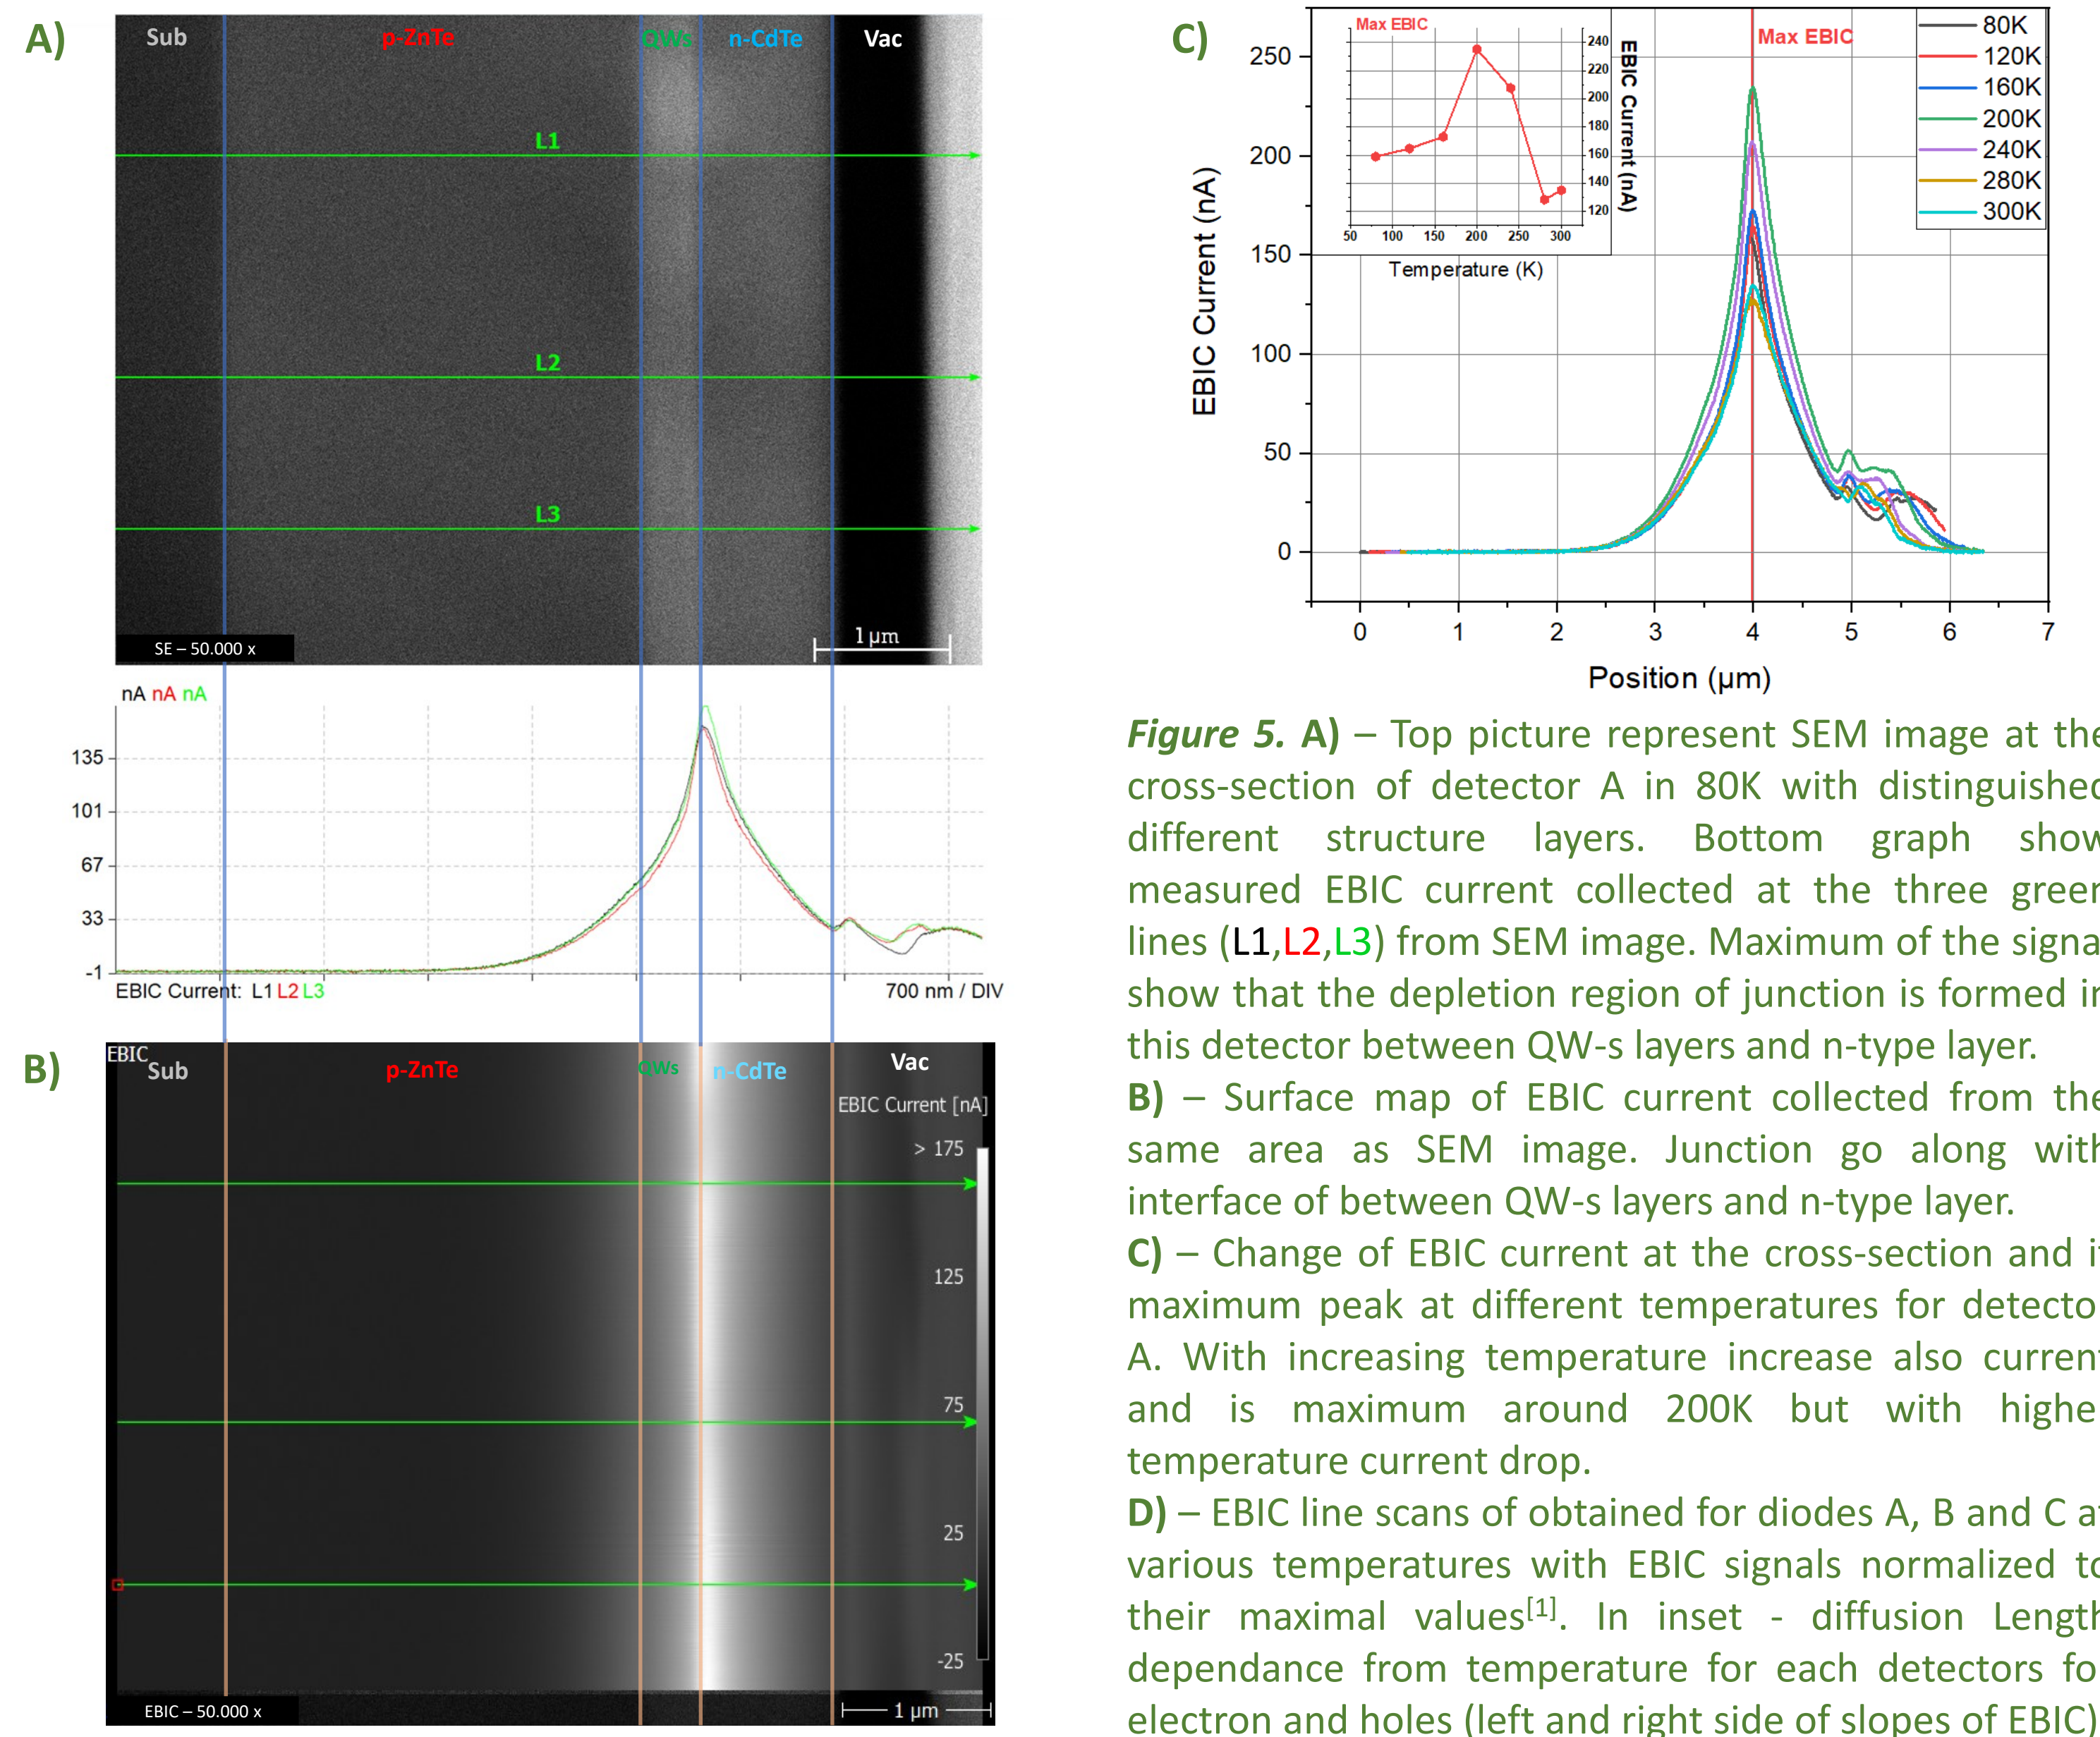 A)
Sub p-ZnTe QWs n-CdTe Vac
L1
L2
L3
SE – 50.000 x
1 µm
nA nA nA
135
101
67
33
-1
EBIC Current: L1 L2 L3
700 nm / DIV
B)
EBIC
Sub p-ZnTe QWs n-CdTe Vac
EBIC Current [nA]
> 175
125
75
25
-25
EBIC – 50.000 x
1 µm
C)
Max EBIC
EBIC Current (nA)
240
220
200
180
160
140
120
50 100 150 200 250 300
Temperature (K)
Max EBIC
80K
120K
160K
200K
240K
280K
300K
EBIC Current (nA)
250
200
150
100
50
0
0 1 2 3 4 5 6 7
Position (µm)
Figure 5. A) – Top picture represent SEM image at the
cross-section of detector A in 80K with distinguished
different structure layers. Bottom graph show
measured EBIC current collected at the three green
lines (L1,L2,L3) from SEM image. Maximum of the signal
show that the depletion region of junction is formed in
this detector between QW-s layers and n-type layer.
B) – Surface map of EBIC current collected from the
same area as SEM image. Junction go along with
interface of between QW-s layers and n-type layer.
C) – Change of EBIC current at the cross-section and it
maximum peak at different temperatures for detector
A. With increasing temperature increase also current
and is maximum around 200K but with higher
temperature current drop.
D) – EBIC line scans of obtained for diodes A, B and C at
various temperatures with EBIC signals normalized to
their maximal values[1]. In inset - diffusion Length
dependance from temperature for each detectors for
electron and holes (left and right side of slopes of EBIC)